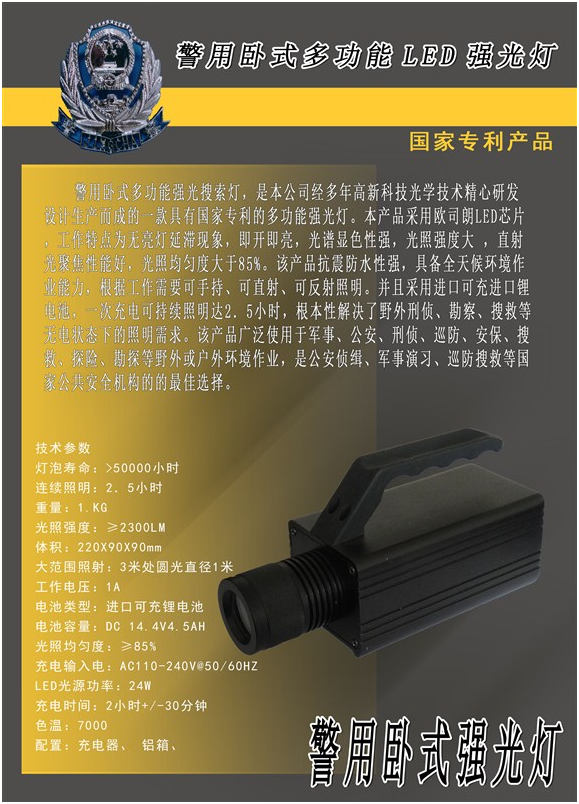 警用卧式多功能 LED 强光灯
国家专利产品
警用卧式多功能强光搜索灯，是本公司经多年高新科技光学技术精心研发
设计生产而成的一款具有国家专利的多功能强光灯。本产品采用欧司朗LED芯片
，工作特点为无亮灯延滞现象，即开即亮，光谱显色性强，光照强度大 ，直射
光聚焦性能好，光照均匀度大于85%。该产品抗震防水性强，具备全天候环境作
业能力，根据工作需要可手持、可直射、可反射照明。并且采用进口可充进口锂
电池，一次充电可持续照明达2.5小时，根本性解决了野外刑侦、勘察、搜救等
无电状态下的照明需求。该产品广泛使用于军事、公安、刑侦、巡防、安保、搜
救、探险、勘探等野外或户外环境作业，是公安侦缉、军事演习、巡防搜救等国
家公共安全机构的的最佳选择。
技术参数
灯泡寿命：>50000小时
连续照明：2．5小时
重量：1.KG
光照强度：≥2300LM
体积：220X90X90mm
大范围照射：3米处圆光直径1米
工作电压：1A
电池类型：进口可充锂电池
电池容量：DC 14.4V4.5AH
光照均匀度：≥85%
充电输入电：AC110-240V@50/60HZ
LED光源功率：24W
充电时间：2小时+/-30分钟
色温：7000
配置：充电器、 铝箱、
警用卧式强光灯